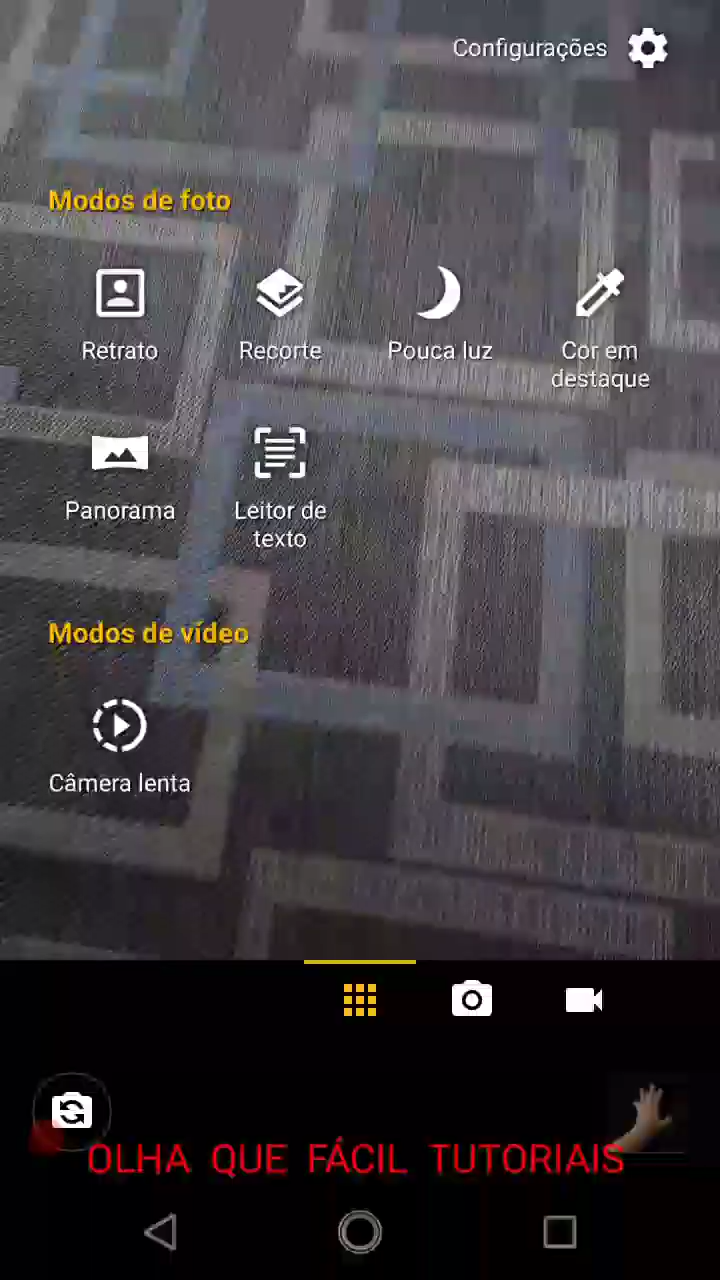 Configurações
Modos de foto
Retrato Recorte Pouca luz Cor em
destaque
Panorama Leitor de
texto
Modos de vídeo
Câmera lenta
OLHA QUE FÁCIL TUTORIAIS